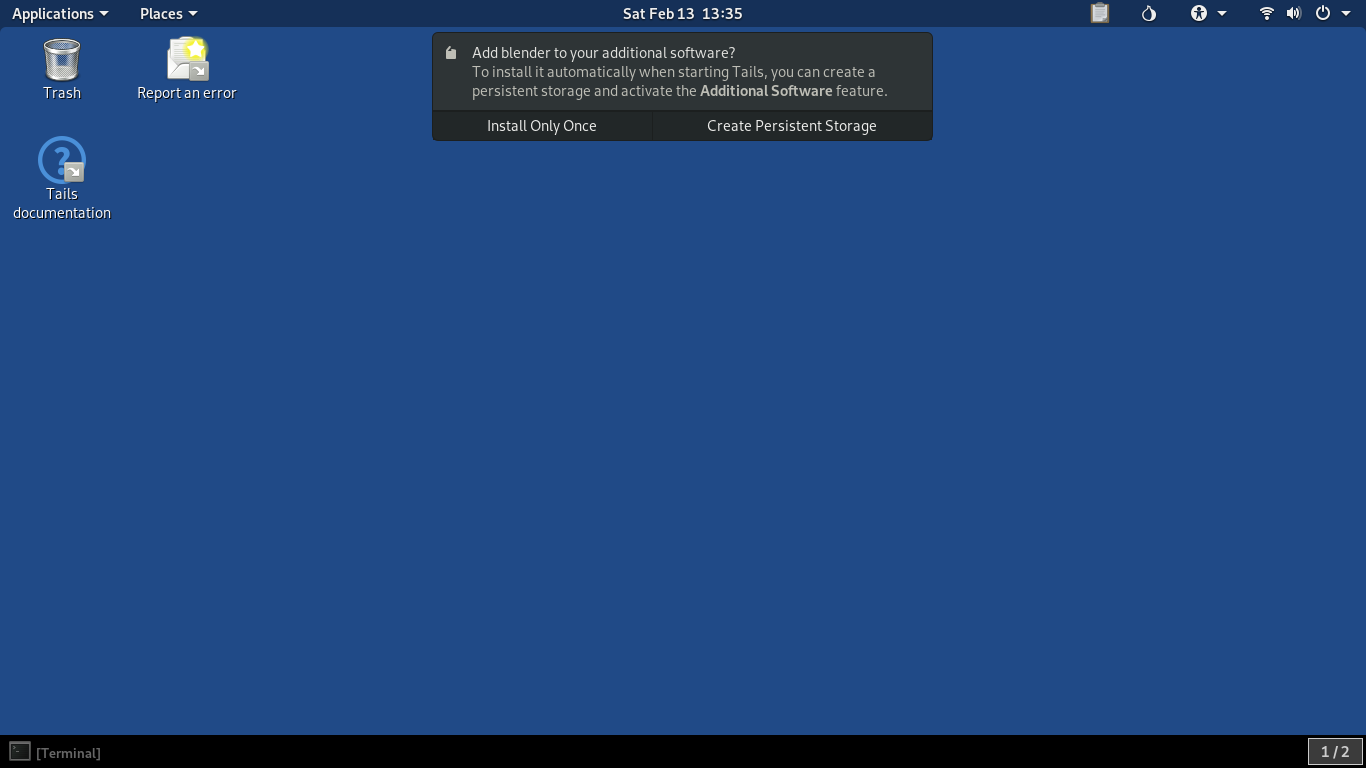 Applications Places Sat Feb 13 13:35
Trash
Report an error
Tails
documentation
Add blender to your additional software?
To install it automatically when starting Tails, you can create a
persistent storage and activate the Additional Software feature.
Install Only Once Create Persistent Storage
[Terminal] 1 / 2